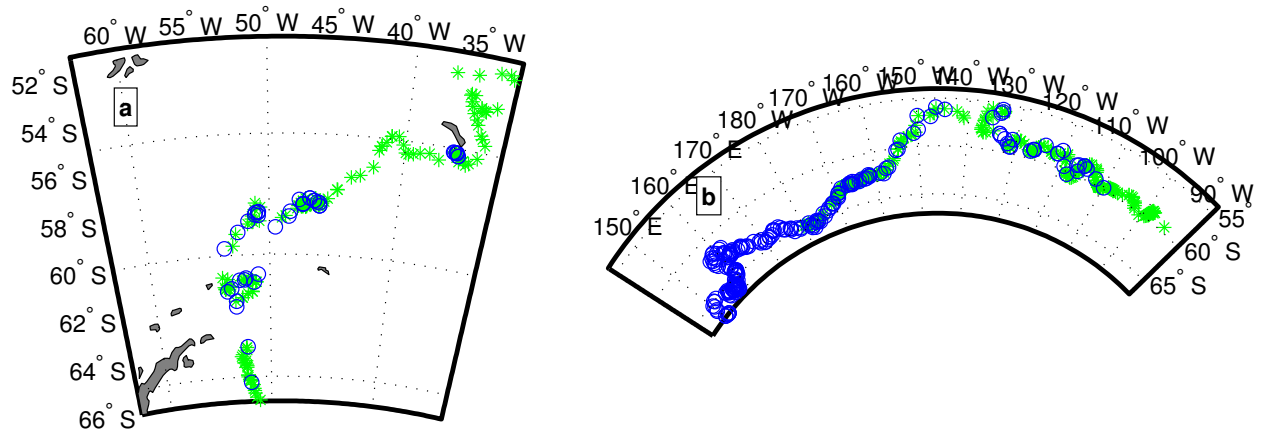 60° W
55° W
50° W
45° W
40° W
35° W
52° S
54° S
56° S
58° S
60° S
62° S
64° S
66° S
a
150° E
160° E
170° E
180° W
170° W
160° W
150° W
140° W
130° W
120° W
110° W
100° W
90° W
55°
60° S
65° S
b